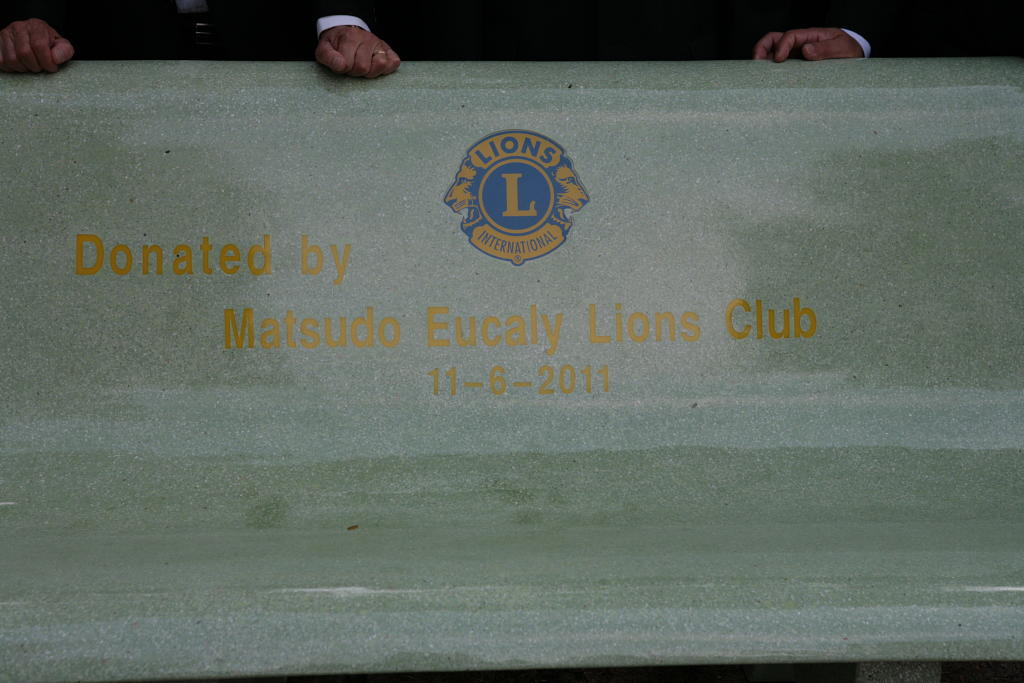 LIONS
L
INTERNATIONAL
®
Donated by
Matsudo Eucaly Lions Club
11-6-2011